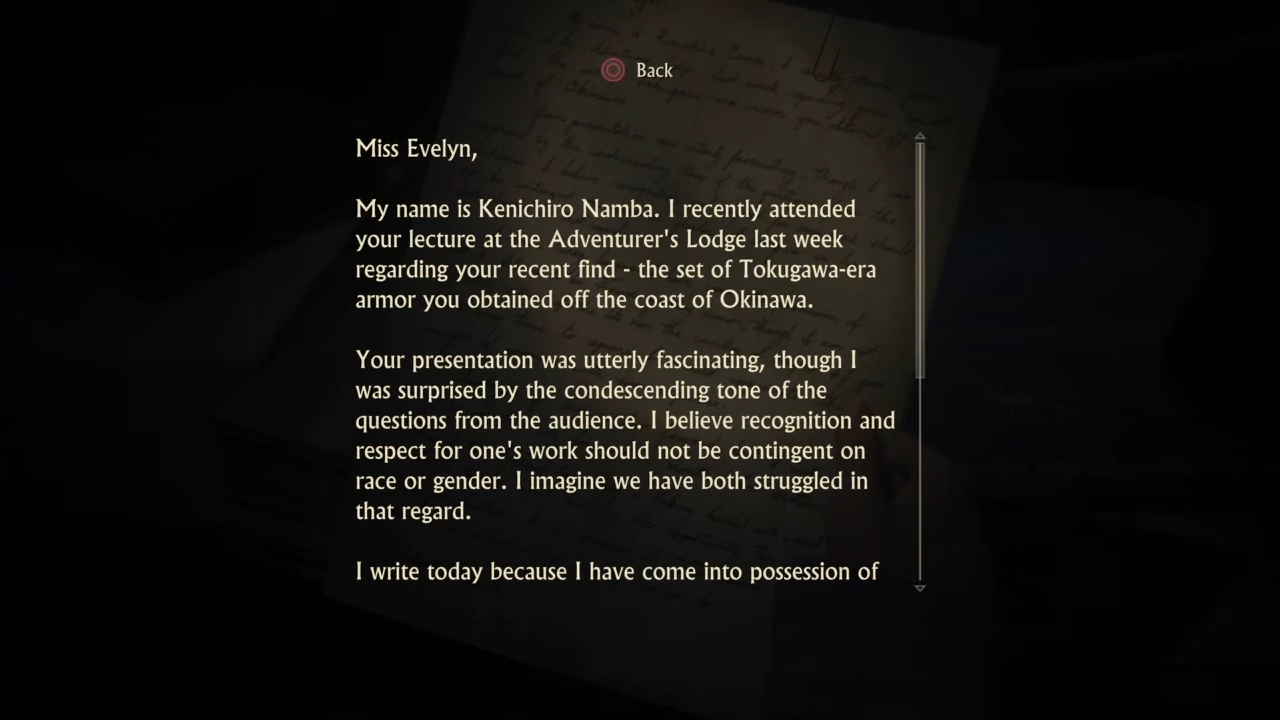 Back
Miss Evelyn,
My name is Kenichiro Namba. I recently attended
your lecture at the Adventurer's Lodge last week
regarding your recent find - the set of Tokugawa-era
armor you obtained off the coast of Okinawa.
Your presentation was utterly fascinating, though I
was surprised by the condescending tone of the
questions from the audience. I believe recognition and
respect for one's work should not be contingent on
race or gender. I imagine we have both struggled in
that regard.
I write today because I have come into possession of